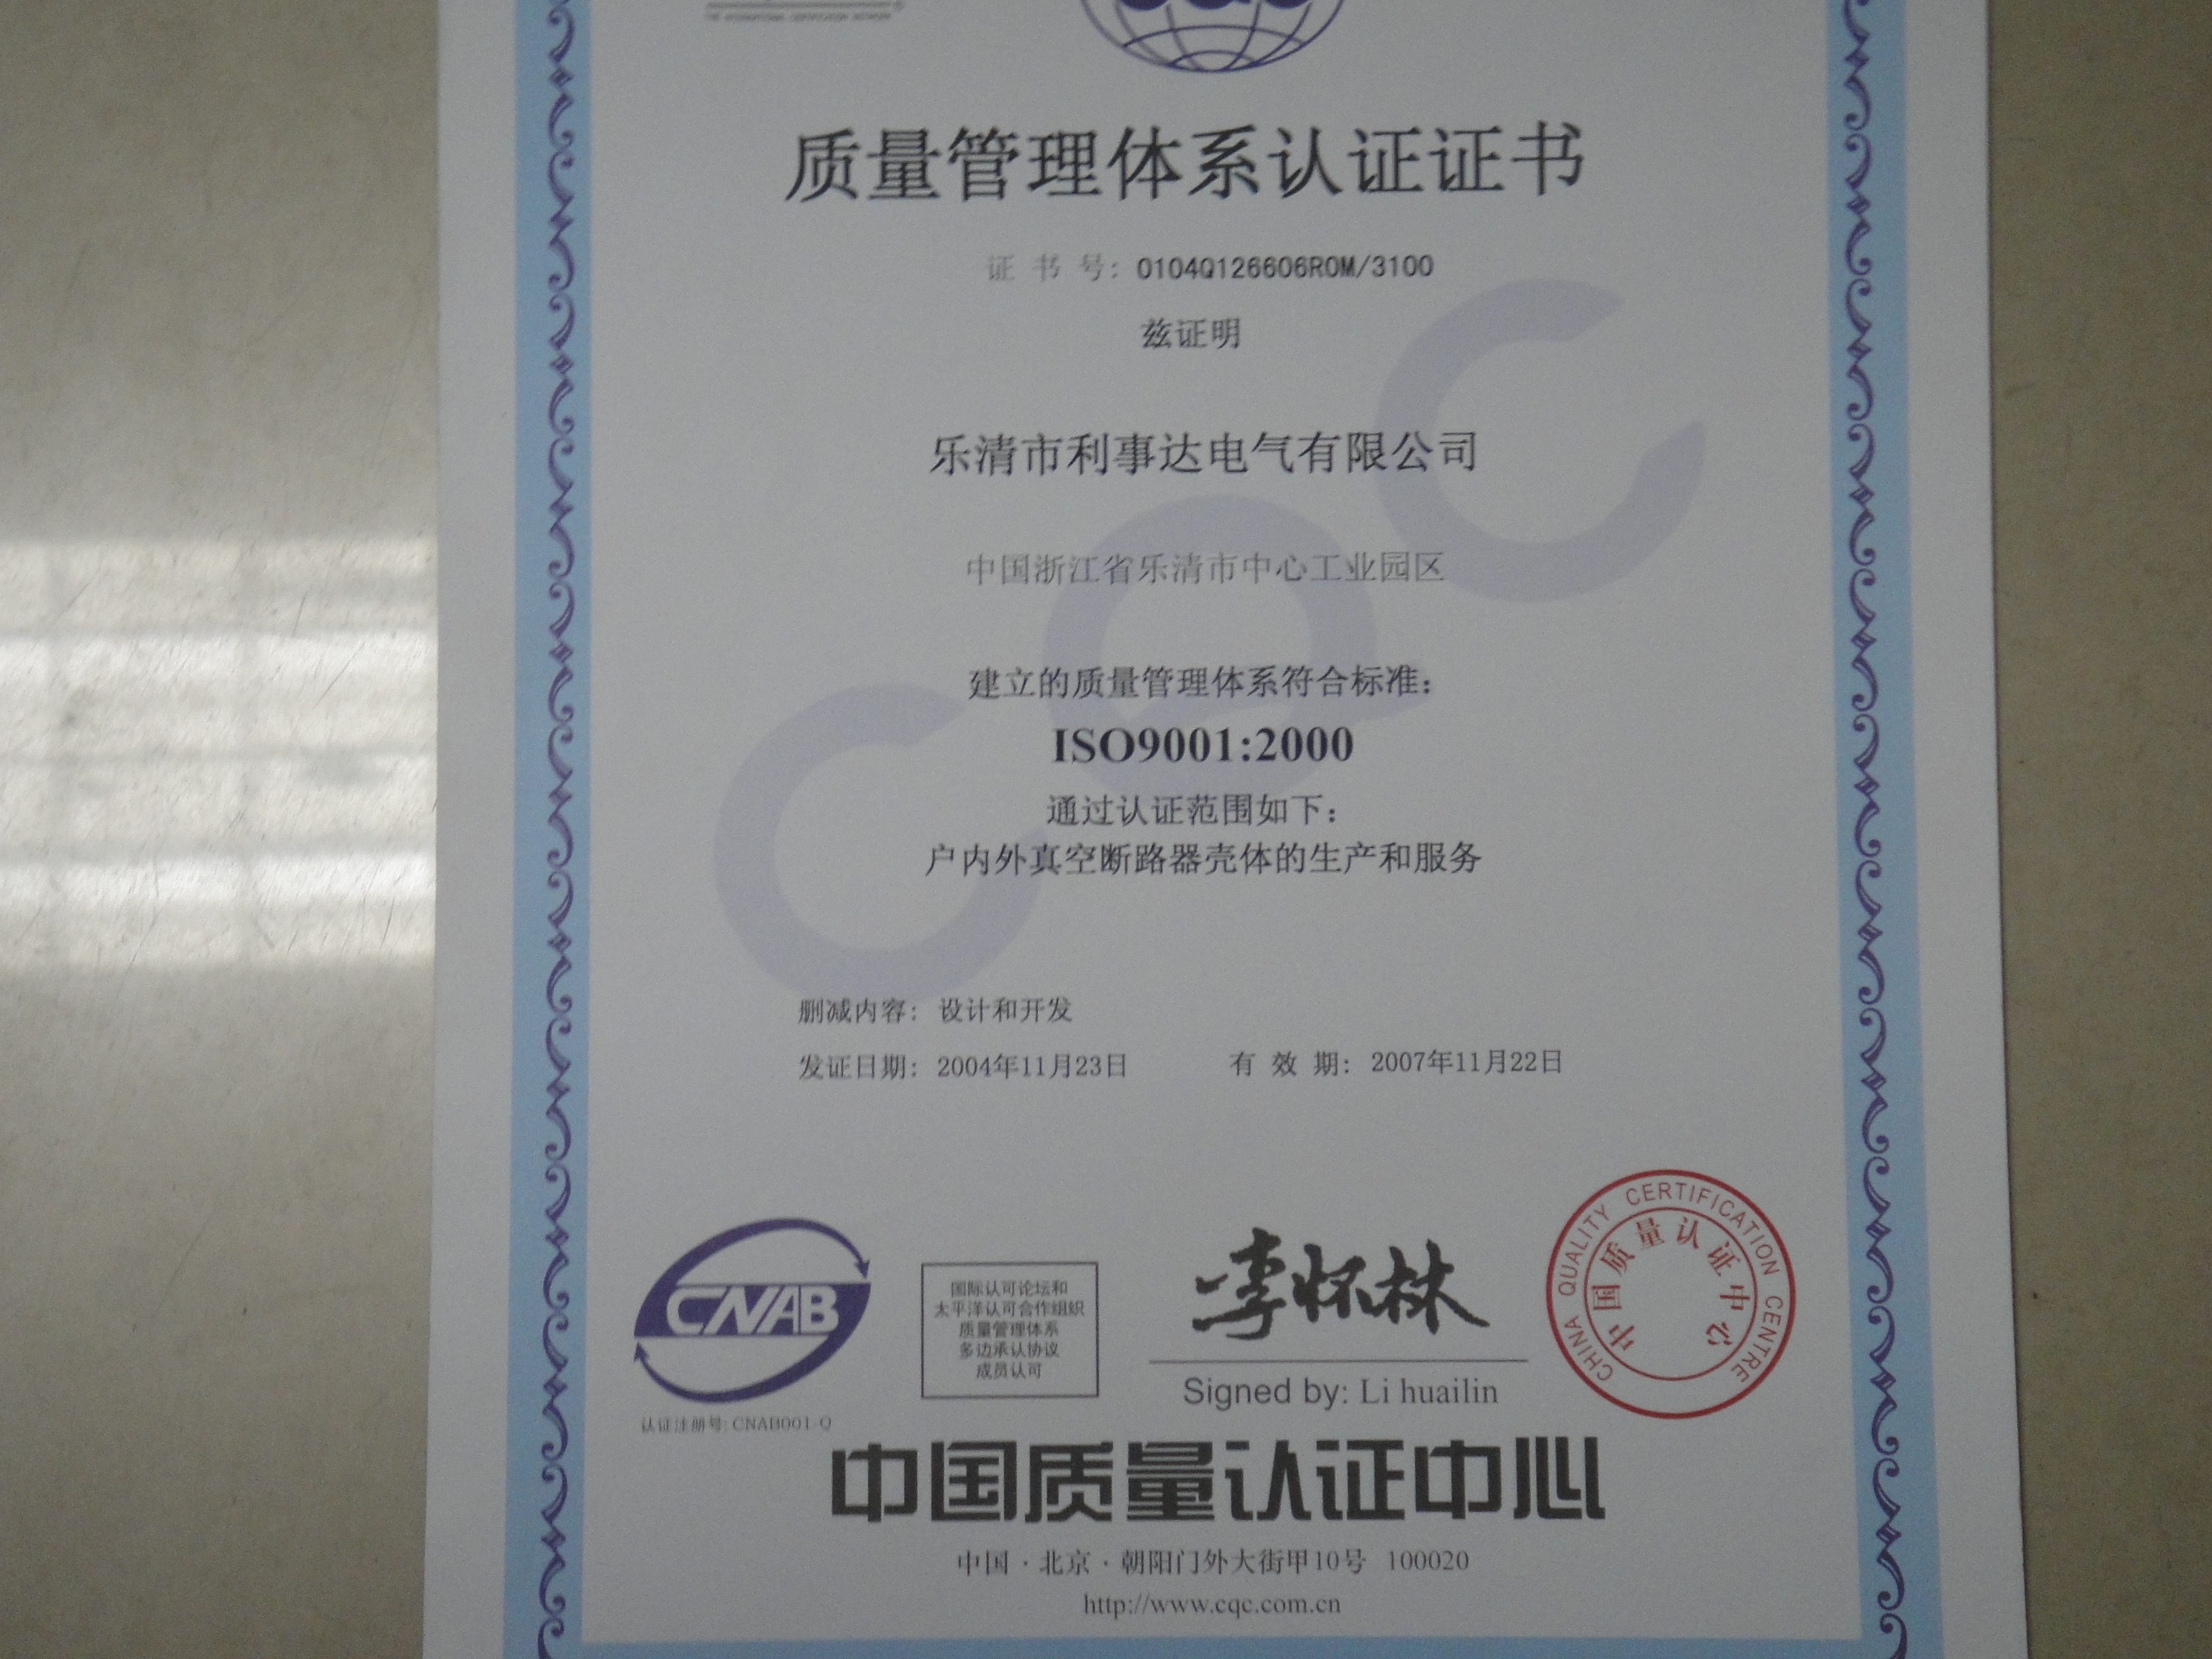 THE INTERNATIONAL CERTIFICATION NETWORK
质量管理体系认证证书
证 书 号: 0104Q126606R0M/3100
兹证明
乐清市利事达电气有限公司
中国浙江省乐清市中心工业园区
建立的质量管理体系符合标准:
ISO9001:2000
通过认证范围如下:
户内外真空断路器壳体的生产和服务
删减内容: 设计和开发
发证日期: 2004年11月23日 有 效 期: 2007年11月22日
CNAB
认证注册号: CNAB001-Q
国际认可论坛和
太平洋认可合作组织
质量管理体系
多边承认协议
成员认可
李怀林
Signed by: Li huailin
CHINA QUALITY CERTIFICATION CENTRE
中国质量认证中心
中国质量认证中心
中国·北京·朝阳门外大街甲10号 100020
http://www.cqc.com.cn